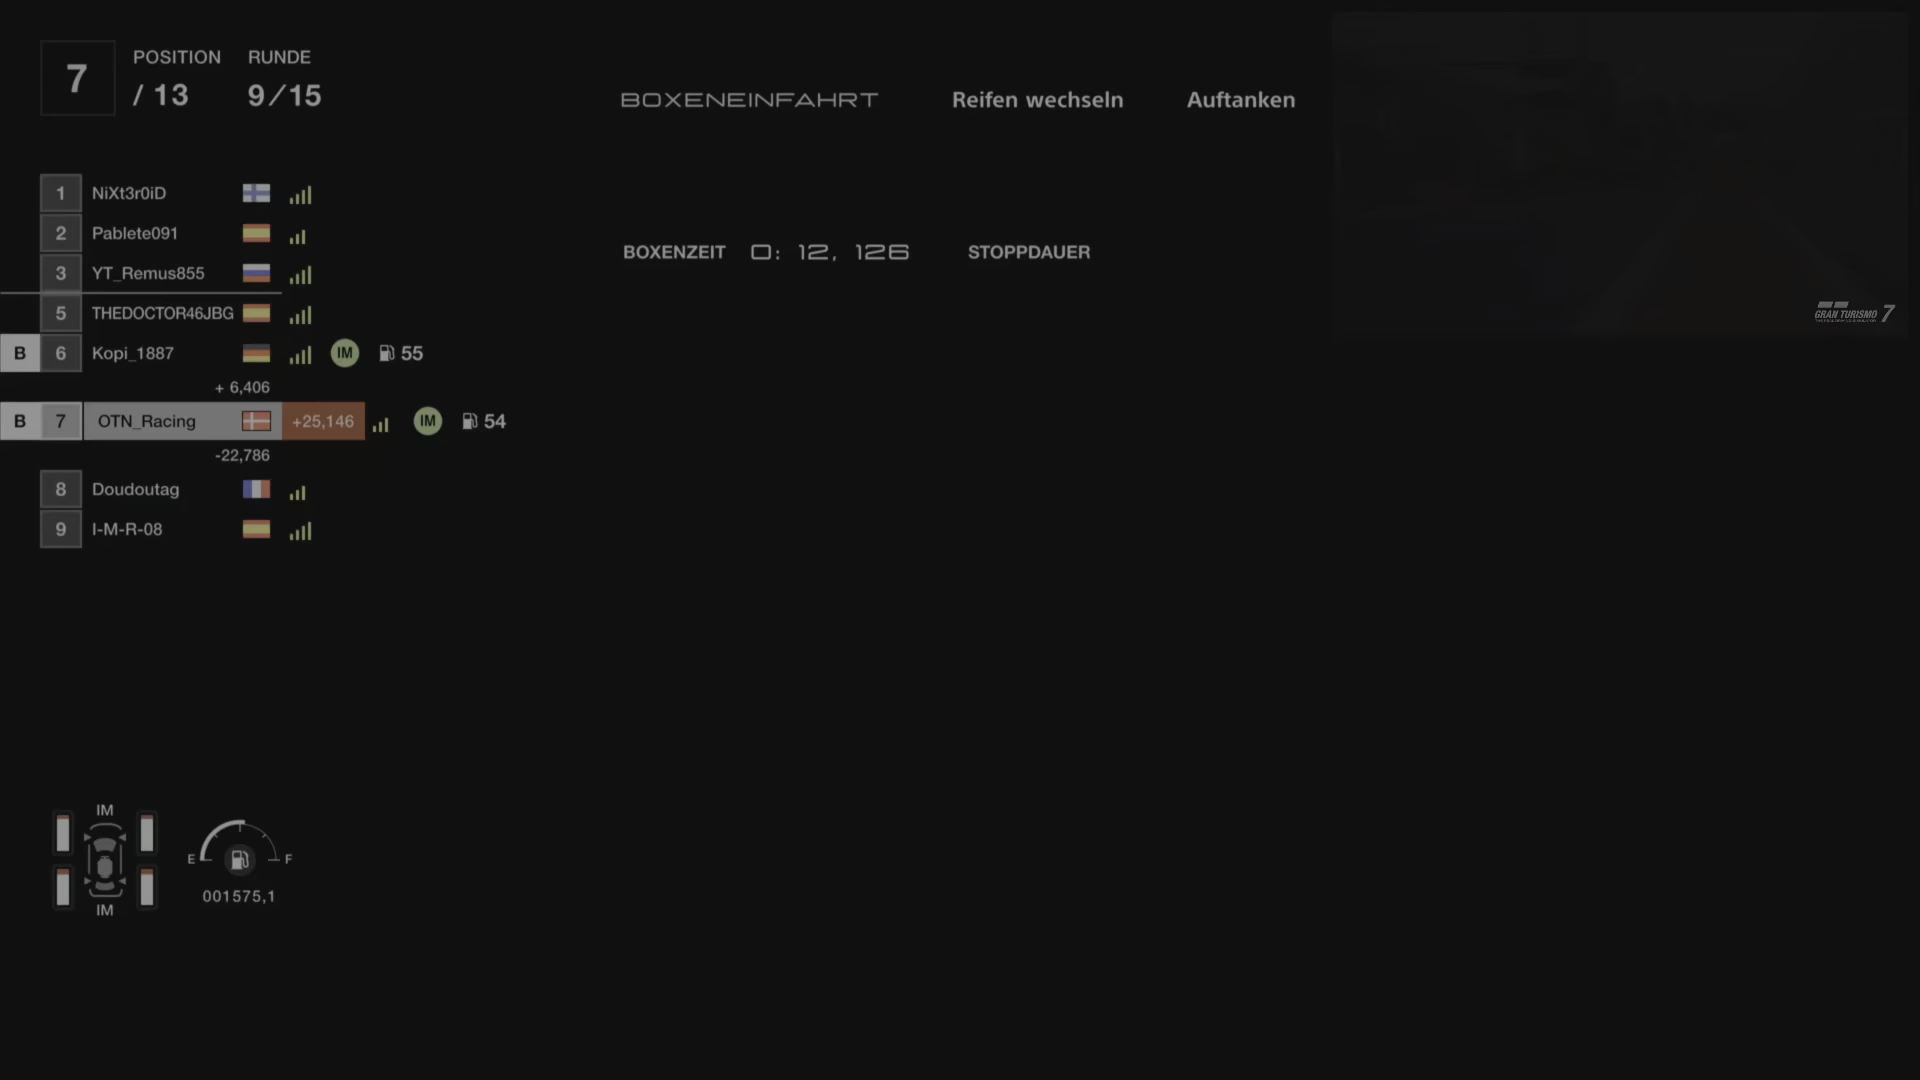 7 POSITION RUNDE
/ 13 9/15
BOXENEINFAHRT Reifen wechseln Auftanken
1 NiXt3r0iD
2 Pablete091
3 YT_Remus855
5 THEDOCTOR46JBG
B 6 Kopi_1887 IM 55
+ 6,406
B 7 OTN_Racing +25,146 IM 54
-22,786
8 Doudoutag
9 I-M-R-08
BOXENZEIT 0: 12, 126 STOPPDAUER
GRAN TURISMO 7
IM
E F
001575,1
IM